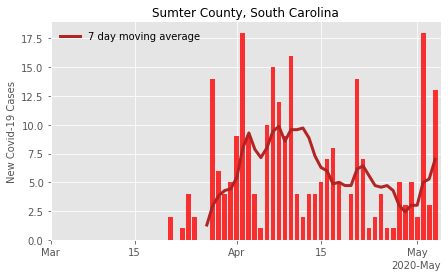 Sumter County, South Carolina
7 day moving average
New Covid-19 Cases
17.5
15.0
12.5
10.0
7.5
5.0
2.5
0.0
Mar
15
Apr
15
May
2020-May